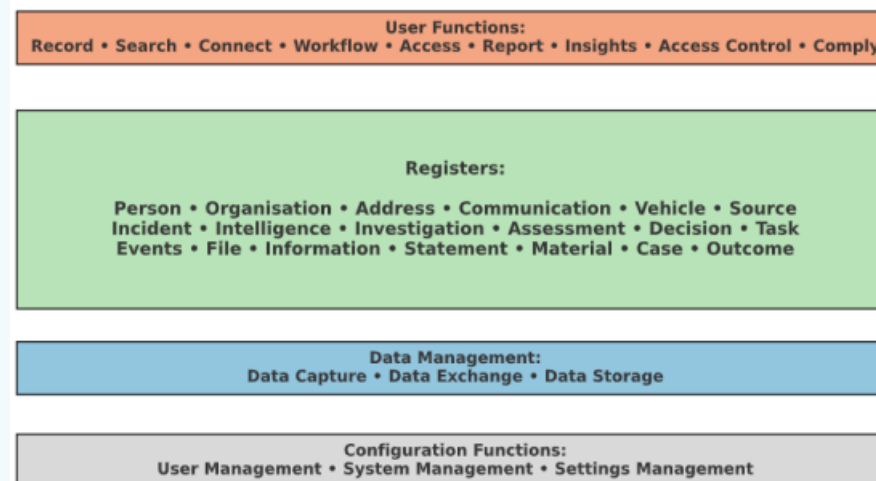 User Functions:
Record • Search • Connect • Workflow • Access • Report • Insights • Access Control • Comply
Registers:
Person • Organisation • Address • Communication • Vehicle • Source
Incident • Intelligence • Investigation • Assessment • Decision • Task
Events • File • Information • Statement • Material • Case • Outcome
Data Management:
Data Capture • Data Exchange • Data Storage
Configuration Functions:
User Management • System Management • Settings Management